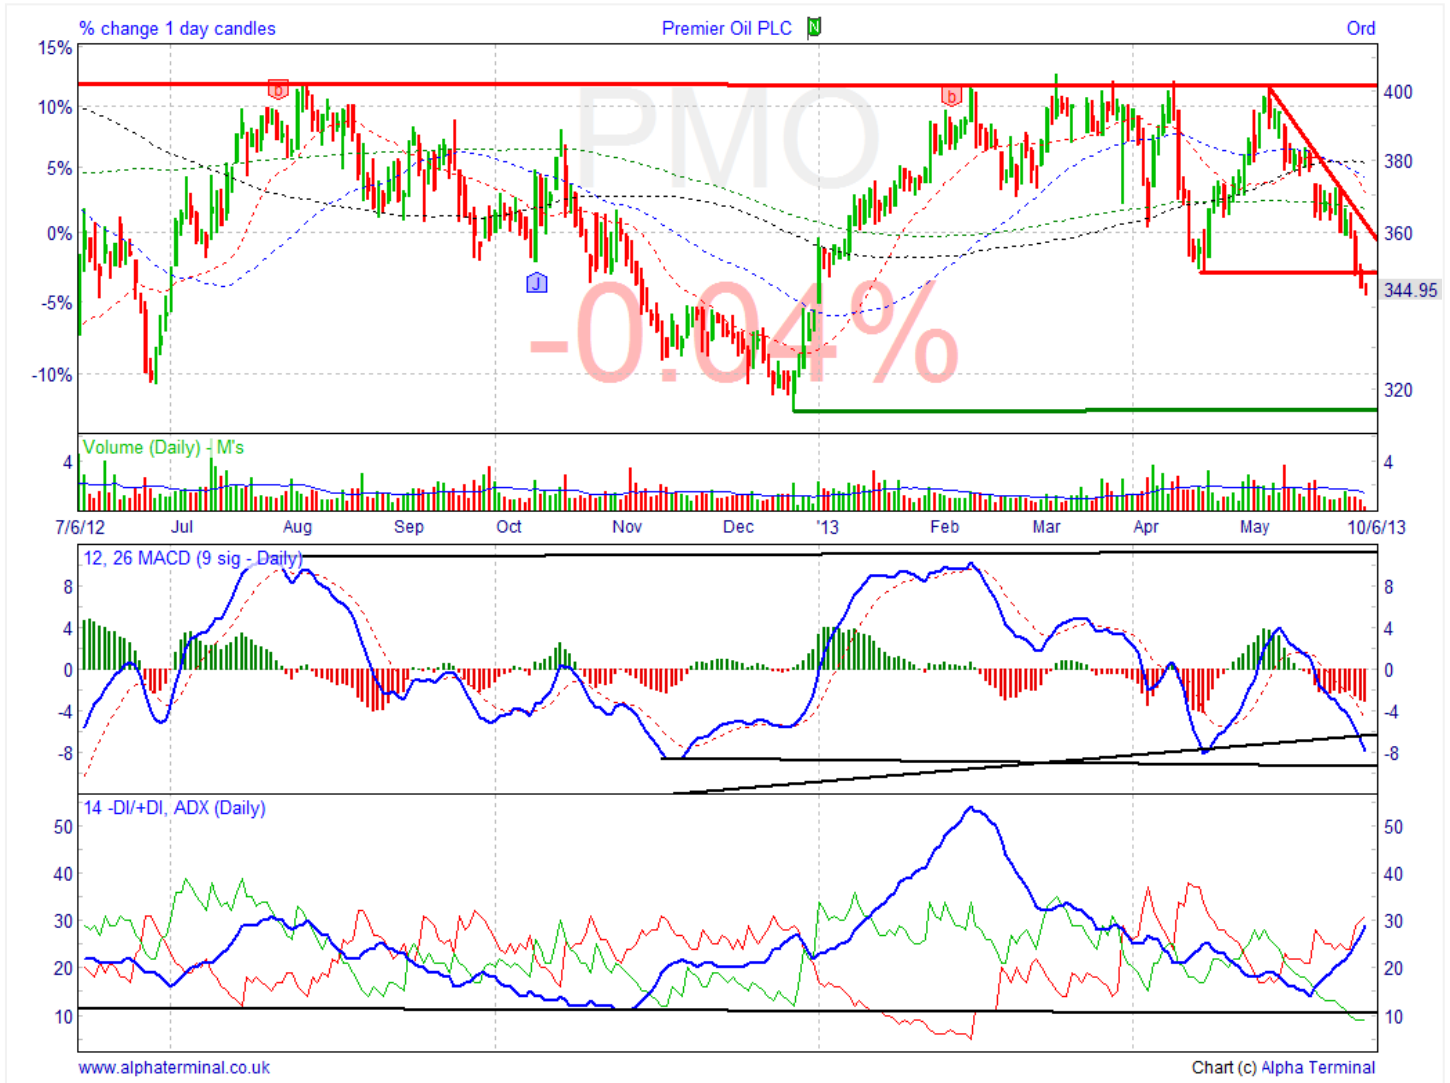 % change 1 day candles Premier Oil PLC N Ord
15%
10% 400
5% 380
0% 360
-5% 344.95
-10% 320
PMO
-0.04%
b
b
J
Volume (Daily) - M's
4 4
7/6/12 Jul Aug Sep Oct Nov Dec '13 Feb Mar Apr May 10/6/13
12, 26 MACD (9 sig - Daily)
8 8
4 4
0 0
-4 -4
-8 -8
14 -DI/+DI, ADX (Daily)
50 50
40 40
30 30
20 20
10 10
www.alphaterminal.co.uk Chart (c) Alpha Terminal